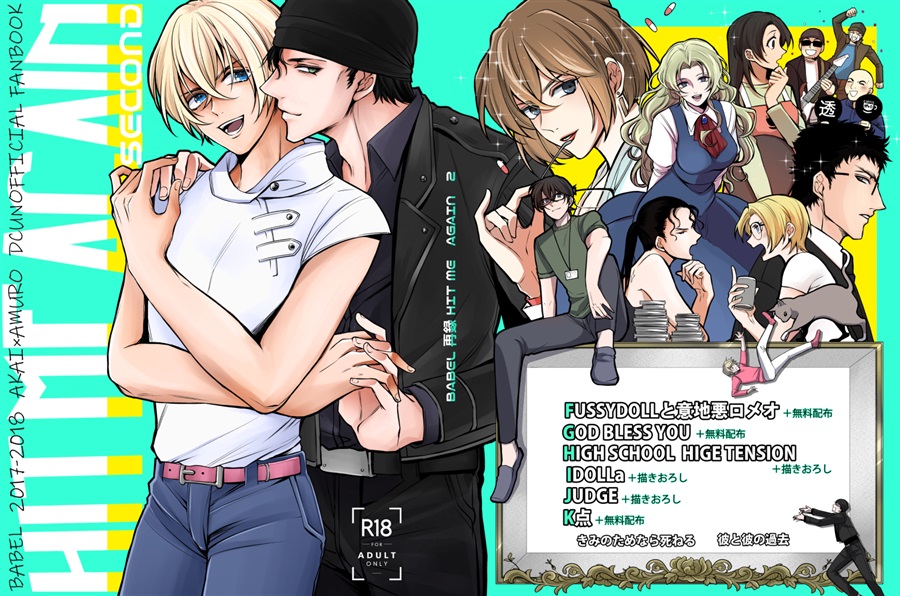 BABEL 2017-2018 AKAI×AMURO DCUNOFFICIAL FANBOOK
HIT ME AGAIN
SECOND
BABEL 再録 HIT ME AGAIN 2
R18
FOR
ADULT
ONLY
透
FUSSYDOLLと意地悪ロメオ +無料配布
GOD BLESS YOU +無料配布
HIGH SCHOOL HIGE TENSION
+描きおろし
IDOLLa +描きおろし
JUDGE +描きおろし
K点 +無料配布
きみのためなら死ねる 彼と彼の過去